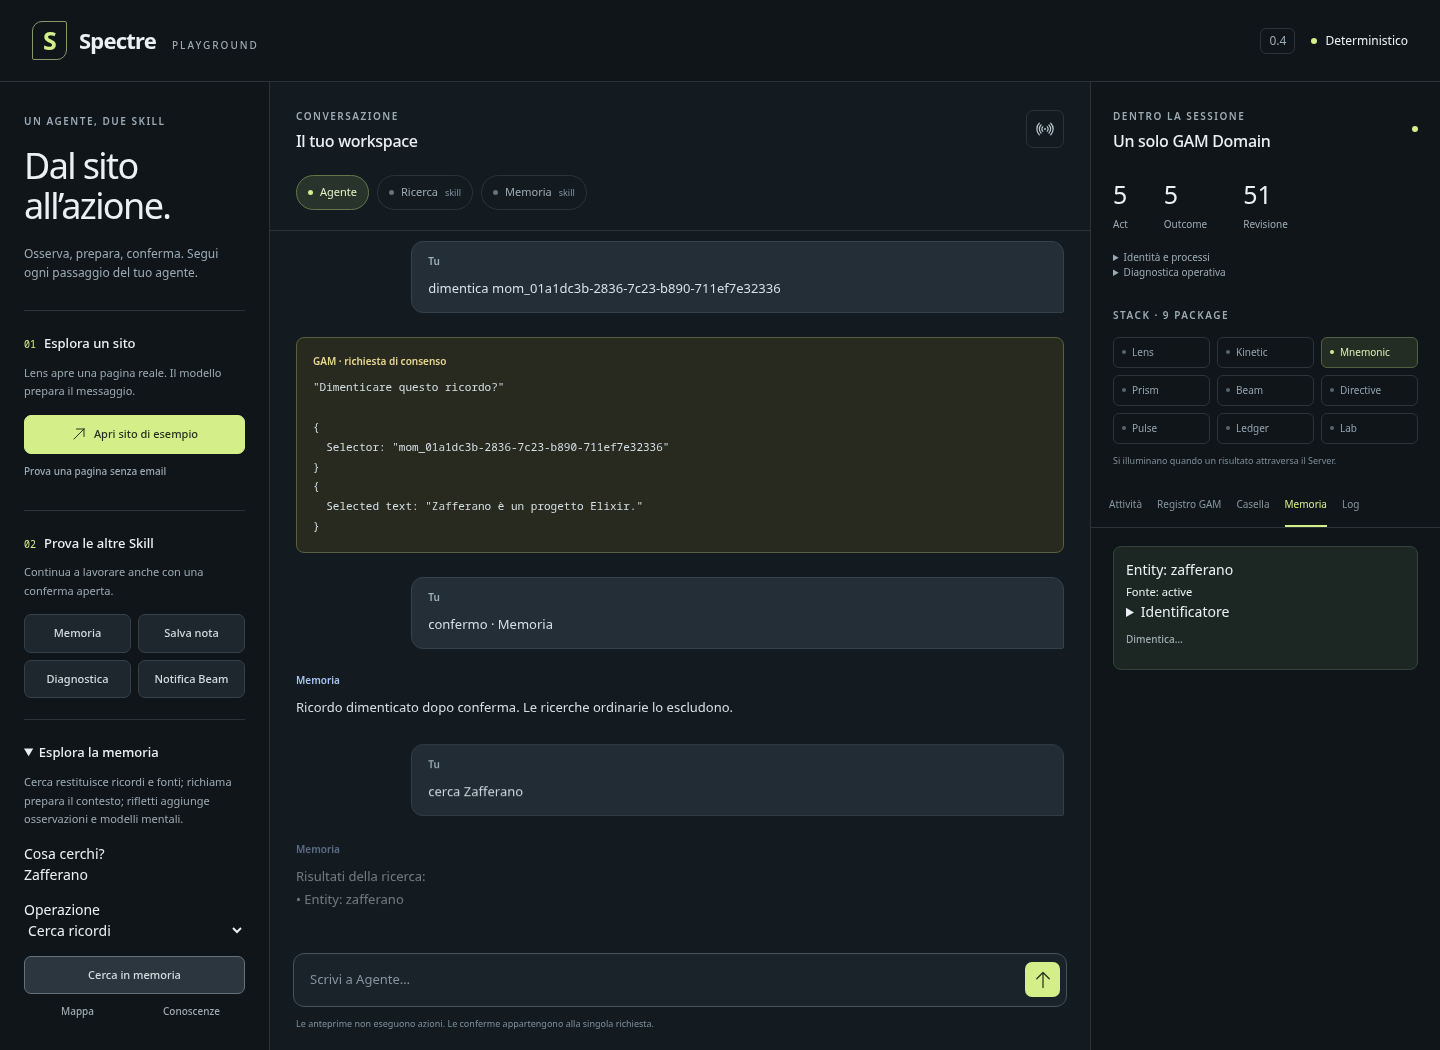 S Spectre PLAYGROUND
0.4 Deterministico
UN AGENTE, DUE SKILL
Dal sito
all’azione.
Osserva, prepara, conferma. Segui
ogni passaggio del tuo agente.
01 Esplora un sito
Lens apre una pagina reale. Il modello
prepara il messaggio.
Apri sito di esempio
Prova una pagina senza email
02 Prova le altre Skill
Continua a lavorare anche con una
conferma aperta.
Memoria Salva nota
Diagnostica Notifica Beam
Esplora la memoria
Cerca restituisce ricordi e fonti; richiama
prepara il contesto; rifletti aggiunge
osservazioni e modelli mentali.
Cosa cerchi?
Zafferano
Operazione
Cerca ricordi
Cerca in memoria
Mappa Conoscenze
CONVERSAZIONE
Il tuo workspace
Agente Ricerca skill Memoria skill
Tu
dimentica mom_01a1dc3b-2836-7c23-b890-711ef7e32336
GAM · richiesta di consenso
"Dimenticare questo ricordo?"
{
Selector: "mom_01a1dc3b-2836-7c23-b890-711ef7e32336"
}
{
Selected text: "Zafferano è un progetto Elixir."
}
Tu
confermo · Memoria
Memoria
Ricordo dimenticato dopo conferma. Le ricerche ordinarie lo escludono.
Tu
cerca Zafferano
Memoria
Risultati della ricerca:
• Entity: zafferano
Scrivi a Agente...
Le anteprime non eseguono azioni. Le conferme appartengono alla singola richiesta.
DENTRO LA SESSIONE
Un solo GAM Domain
5 5 51
Act Outcome Revisione
Identità e processi
Diagnostica operativa
STACK · 9 PACKAGE
Lens Kinetic Mnemonic
Prism Beam Directive
Pulse Ledger Lab
Si illuminano quando un risultato attraversa il Server.
Attività Registro GAM Casella Memoria Log
Entity: zafferano
Fonte: active
Identificatore
Dimentica...